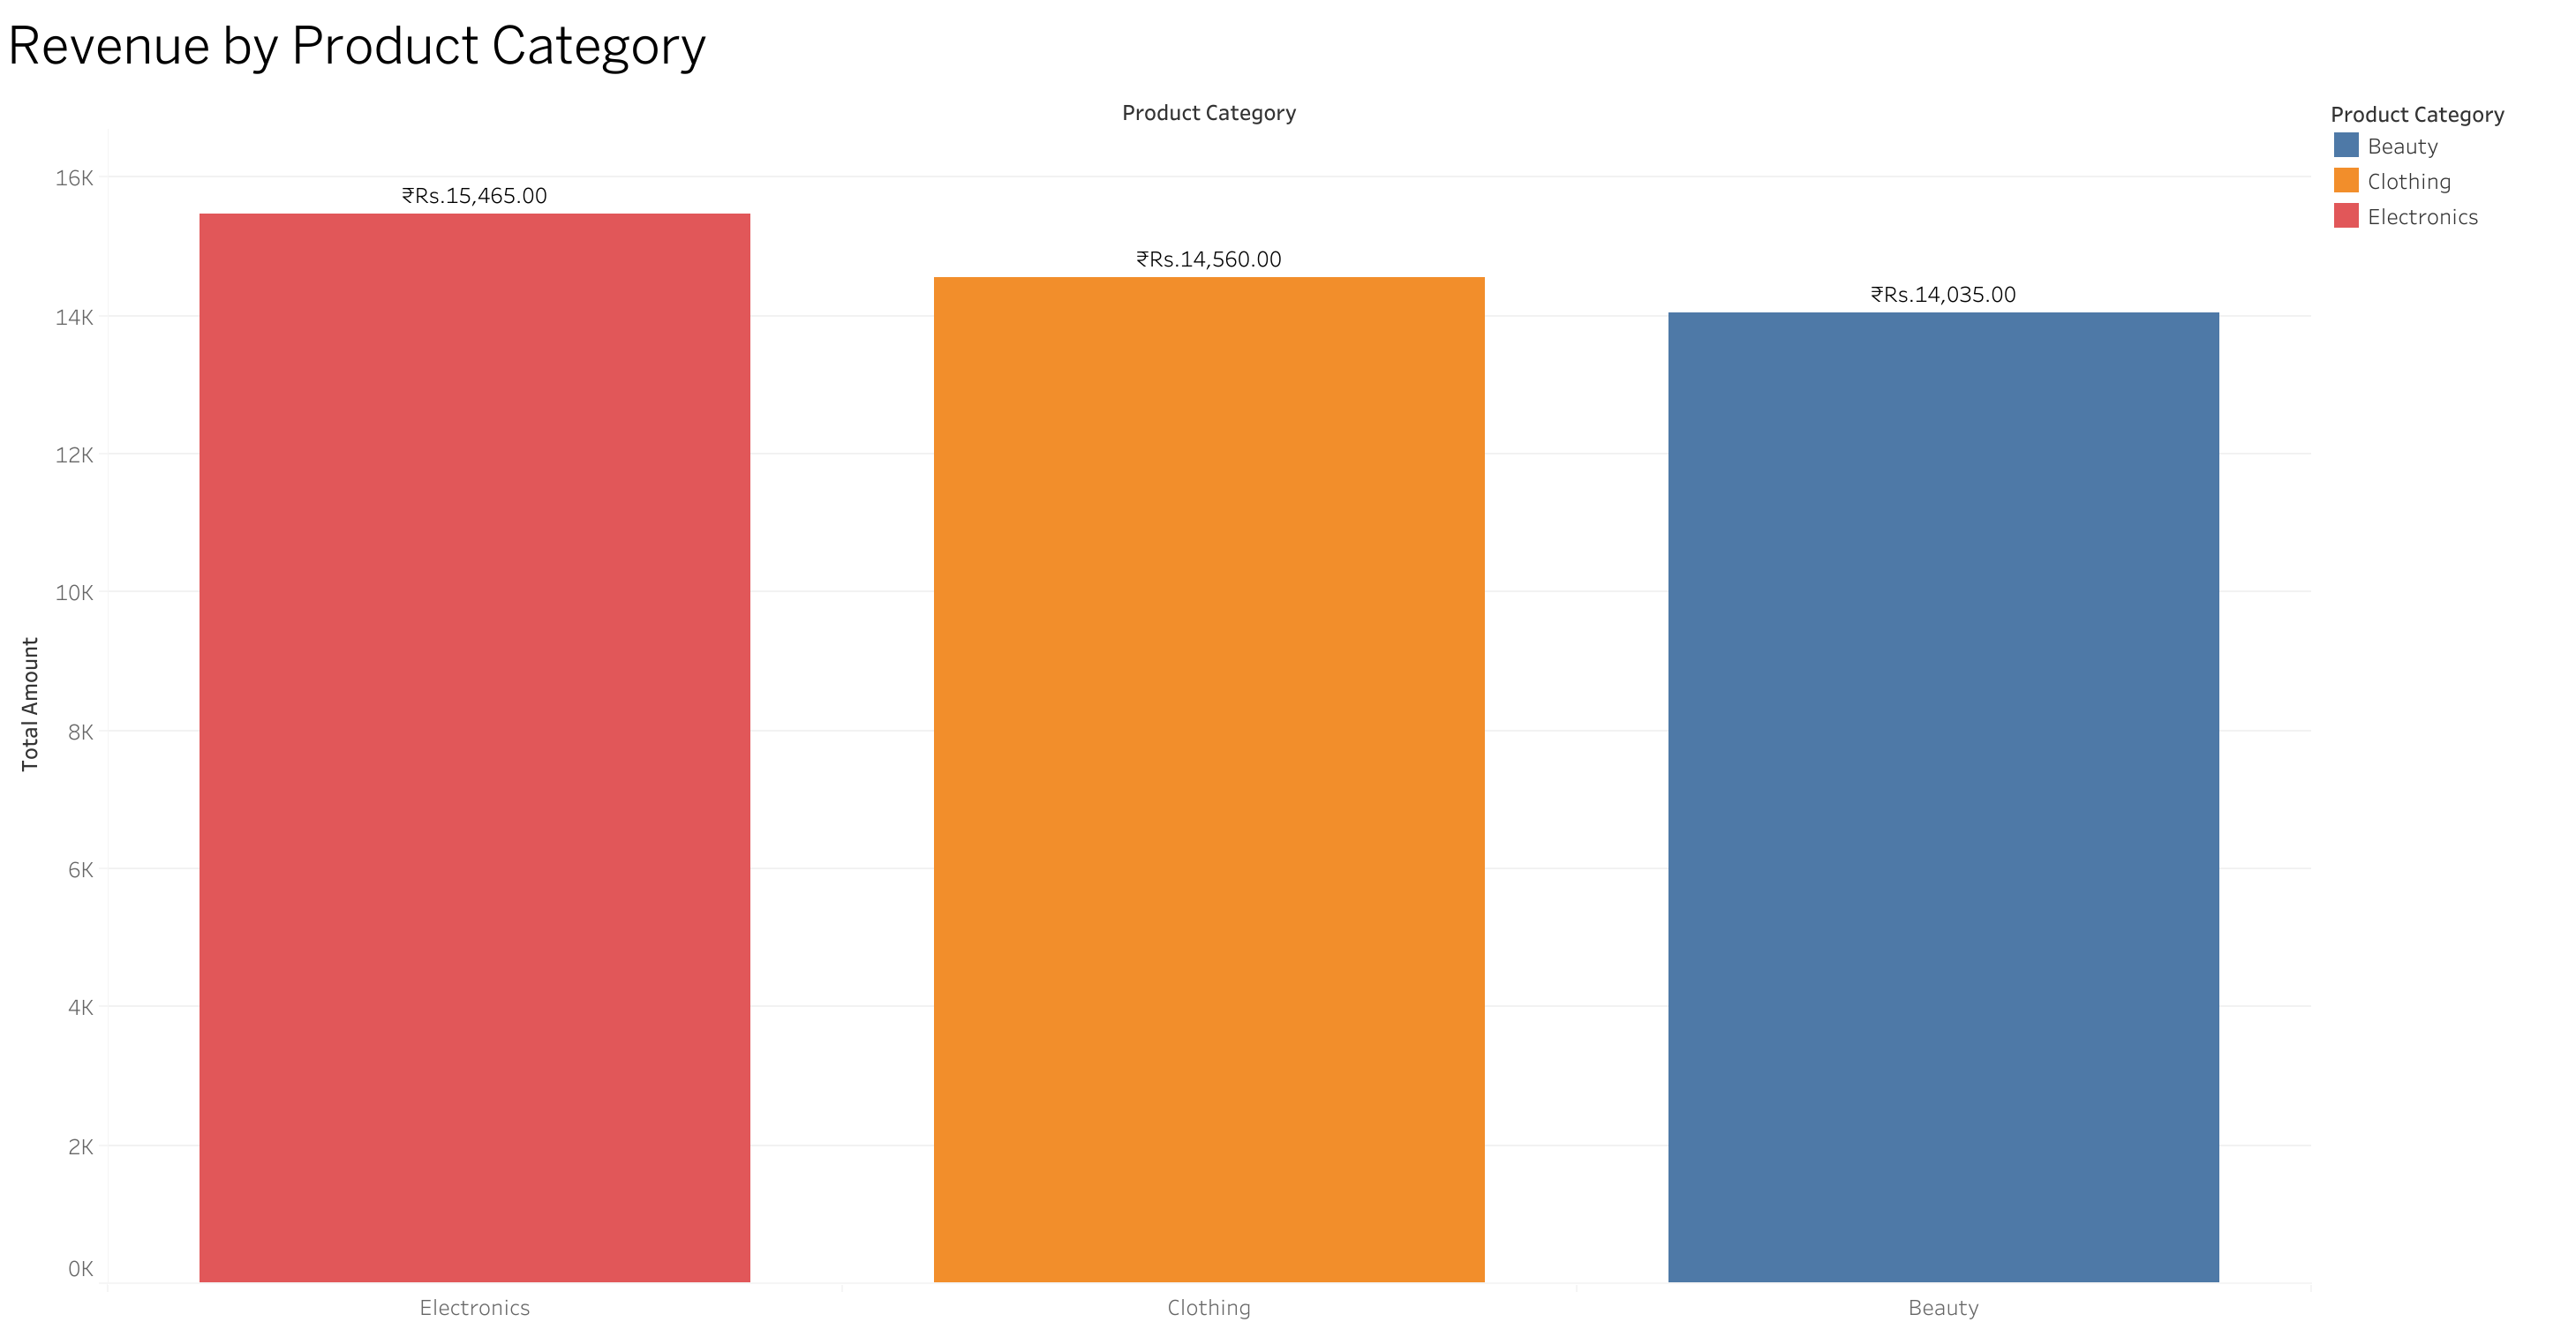 Revenue by Product Category
Product Category
Product Category
Beauty
Clothing
Electronics
16K
14K
12K
10K
8K
6K
4K
2K
0K
Total Amount
₹Rs.15,465.00
₹Rs.14,560.00
₹Rs.14,035.00
Electronics
Clothing
Beauty